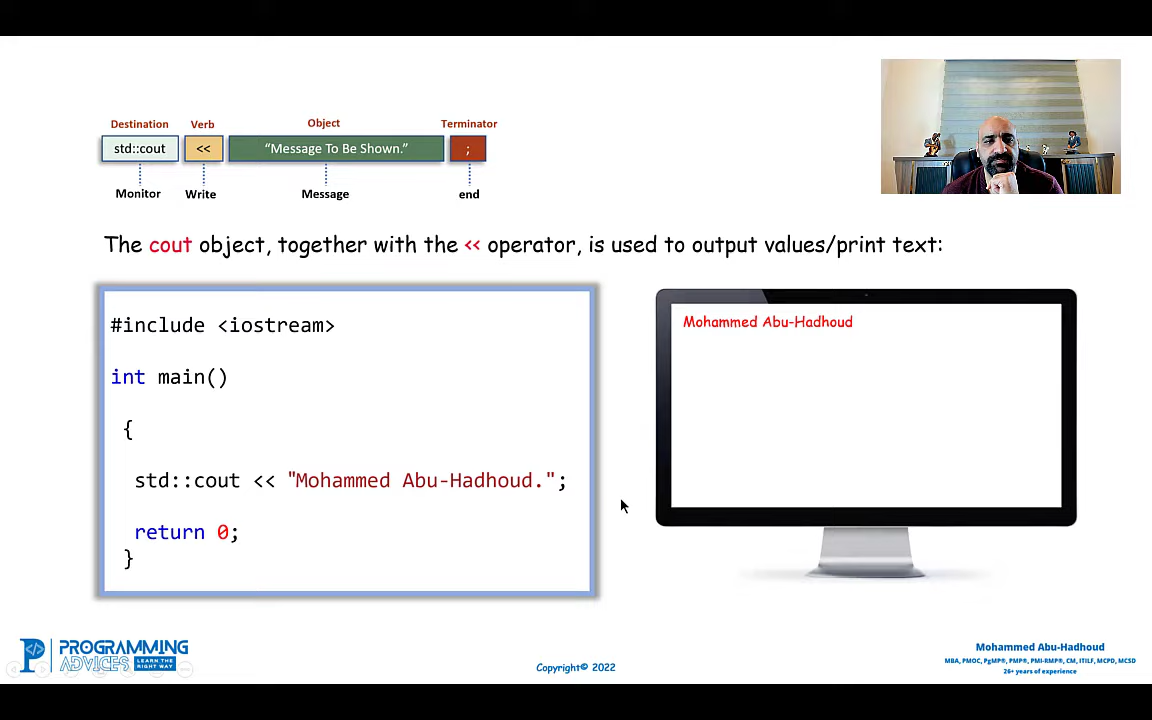 Destination Verb Object Terminator
std::cout << “Message To Be Shown.” ;
Monitor Write Message end
The cout object, together with the << operator, is used to output values/print text:
#include <iostream>
int main()
{
std::cout << "Mohammed Abu-Hadhoud.";
return 0;
}
Mohammed Abu-Hadhoud
PROGRAMMING
ADVICES LEARN THE
RIGHT WAY
Copyright© 2022
Mohammed Abu-Hadhoud
MBA, PMOC, PgMP®, PMP®, PMI-RMP®, CM, ITILF, MCPD, MCSD
26+ years of experience